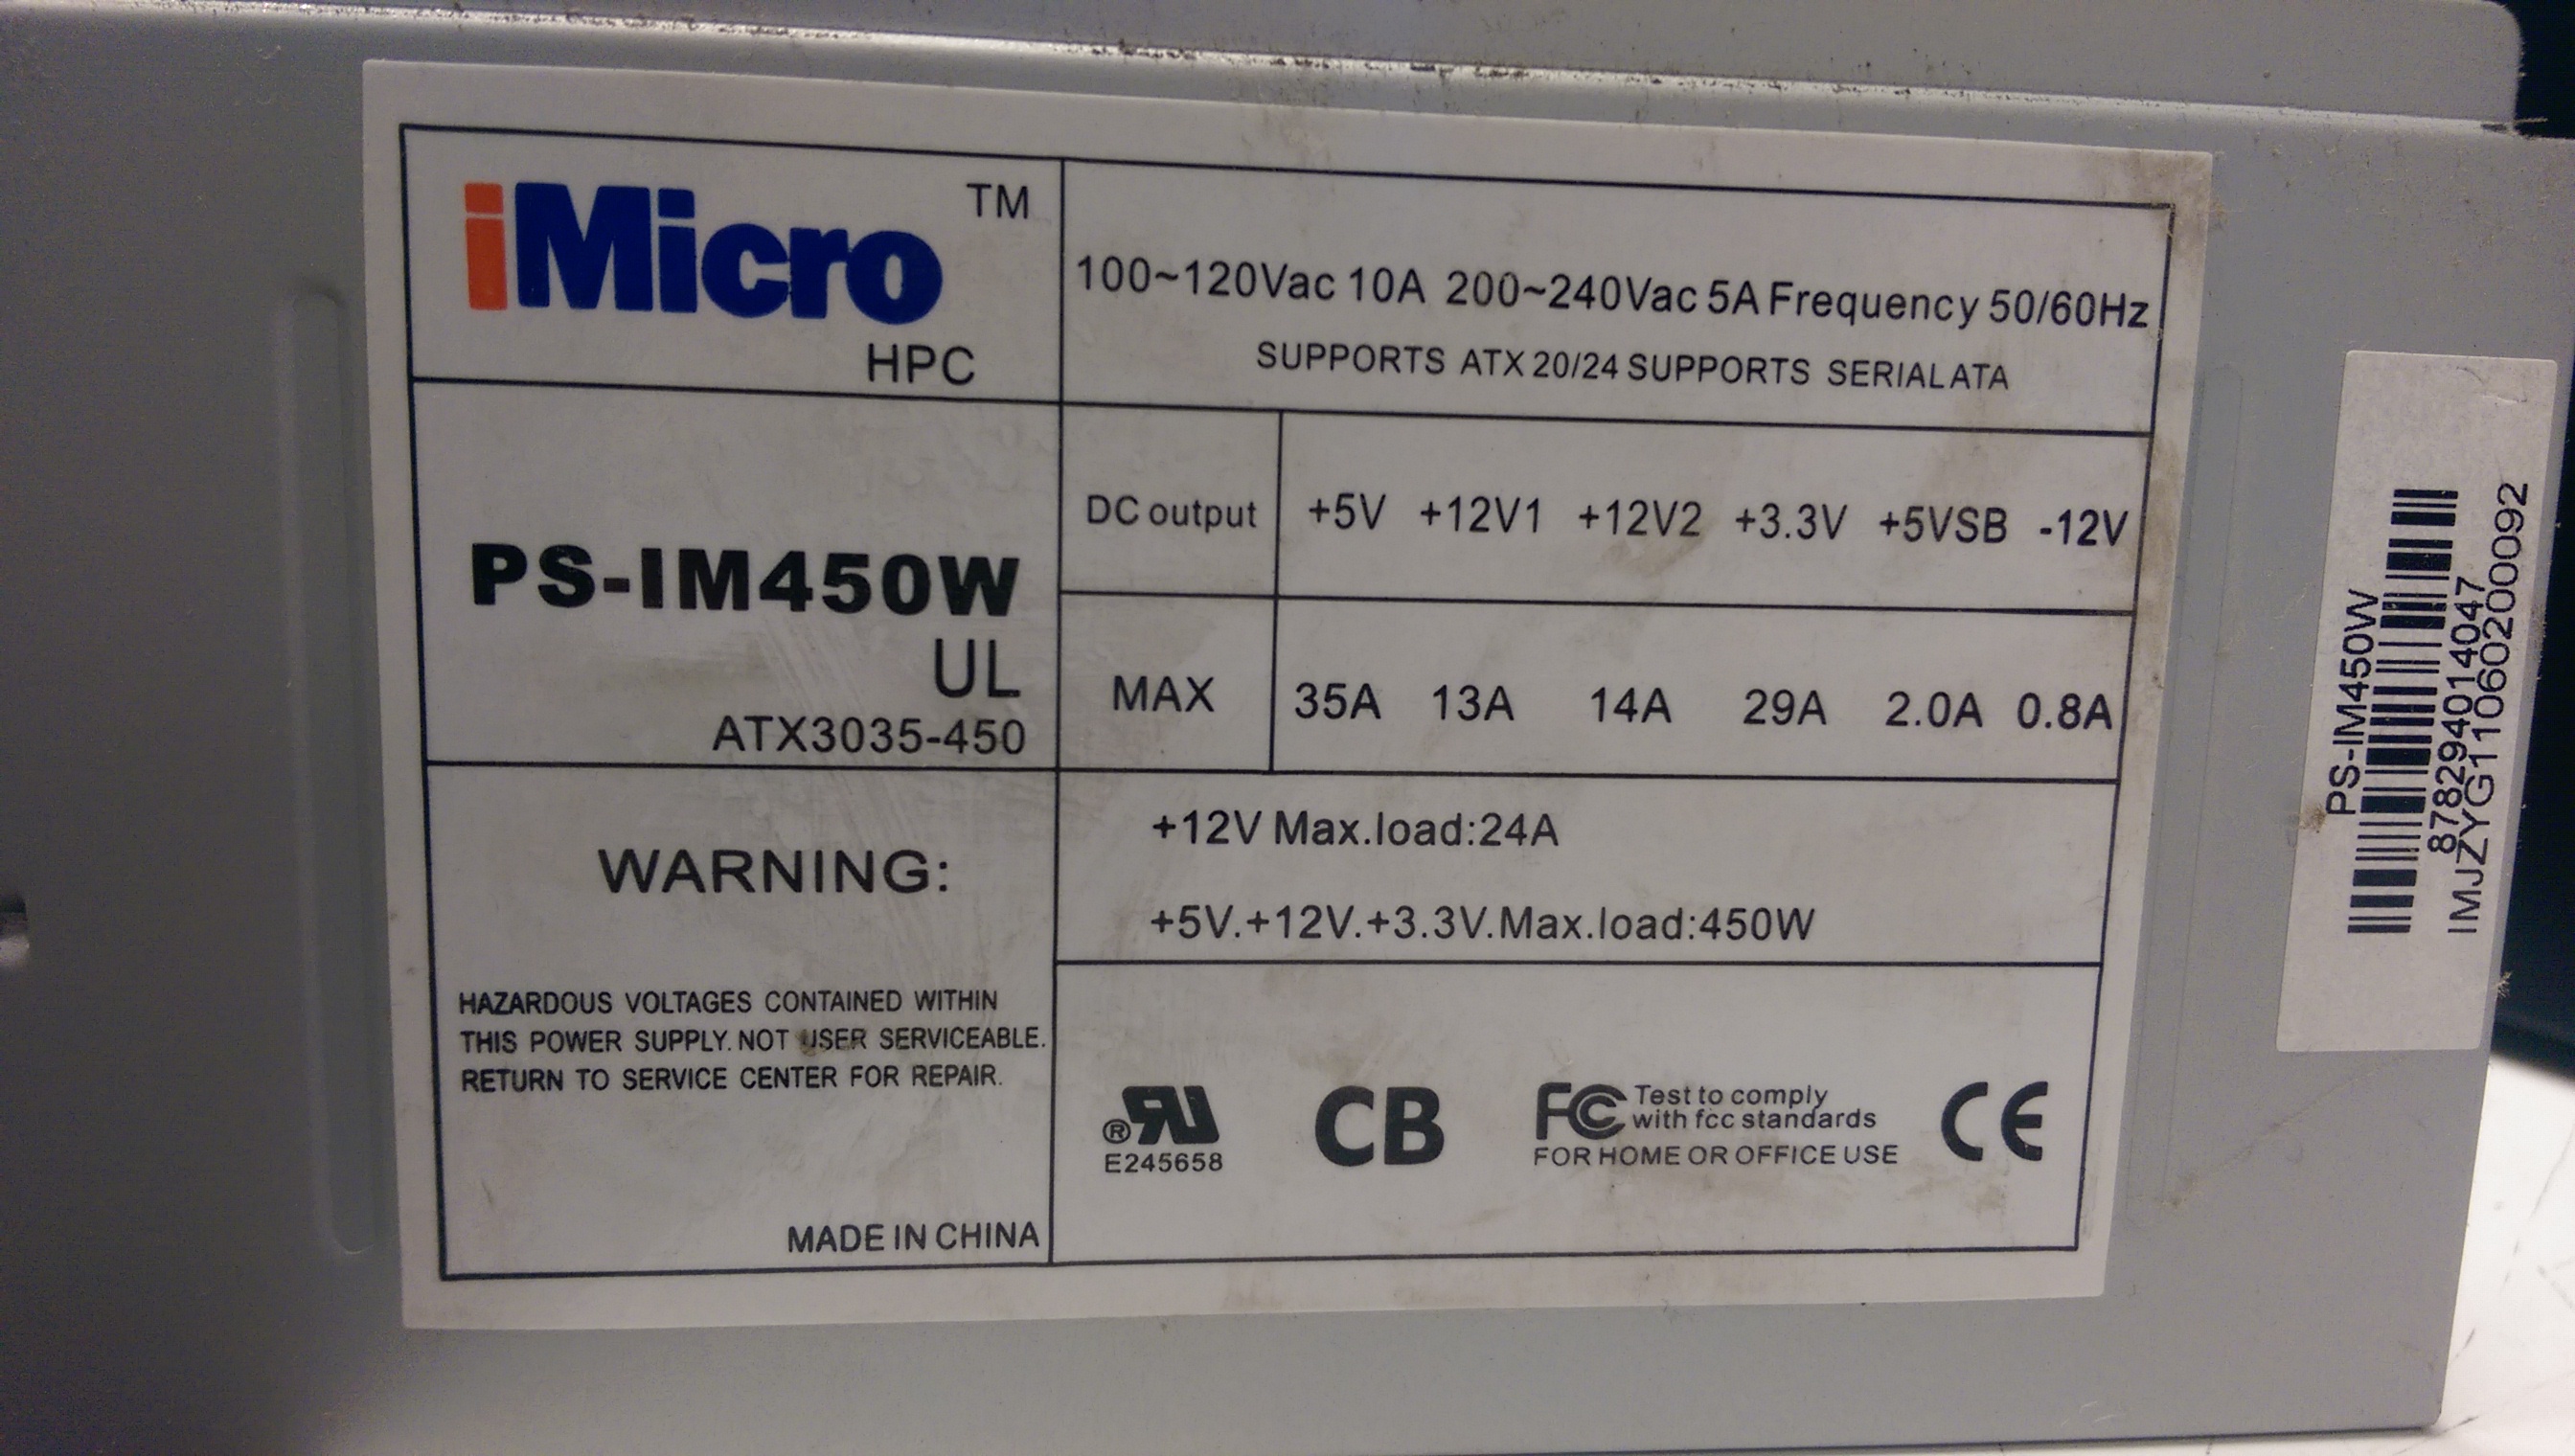 iMicro TM
HPC
100~120Vac 10A 200~240Vac 5A Frequency 50/60Hz
SUPPORTS ATX 20/24 SUPPORTS SERIALATA
PS-IM450W
UL
ATX3035-450
DC output +5V +12V1 +12V2 +3.3V +5VSB -12V
MAX 35A 13A 14A 29A 2.0A 0.8A
+12V Max.load:24A
+5V.+12V.+3.3V.Max.load:450W
WARNING:
HAZARDOUS VOLTAGES CONTAINED WITHIN
THIS POWER SUPPLY. NOT USER SERVICEABLE.
RETURN TO SERVICE CENTER FOR REPAIR.
MADE IN CHINA
® RU
E245658
CB
FC Test to comply
with fcc standards
FOR HOME OR OFFICE USE
CE
PS-IM450W
878294014047
IMJZYG110602000092